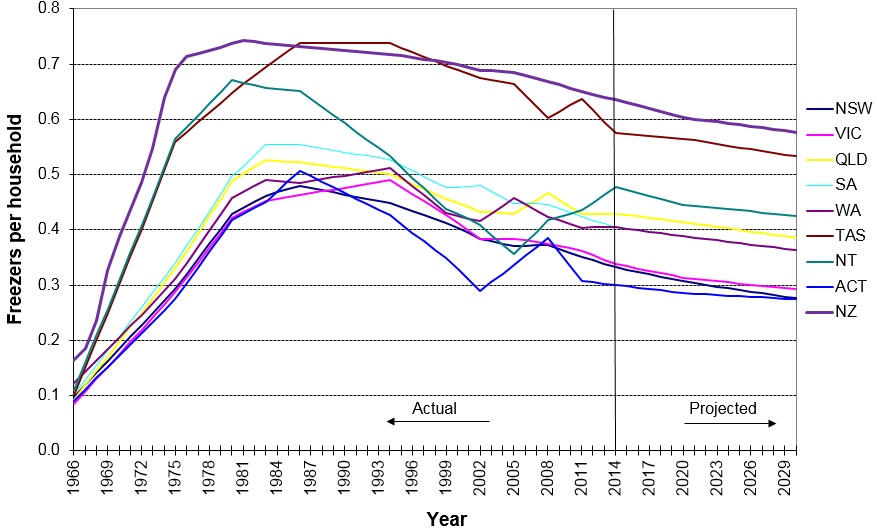 Freezers per household
0.8
0.7
0.6
0.5
0.4
0.3
0.2
0.1
0.0
Actual
Projected
1966
1969
1972
1975
1978
1981
1984
1987
1990
1993
1996
1999
2002
2005
2008
2011
2014
2017
2020
2023
2026
2029
Year
NSW
VIC
QLD
SA
WA
TAS
NT
ACT
NZ